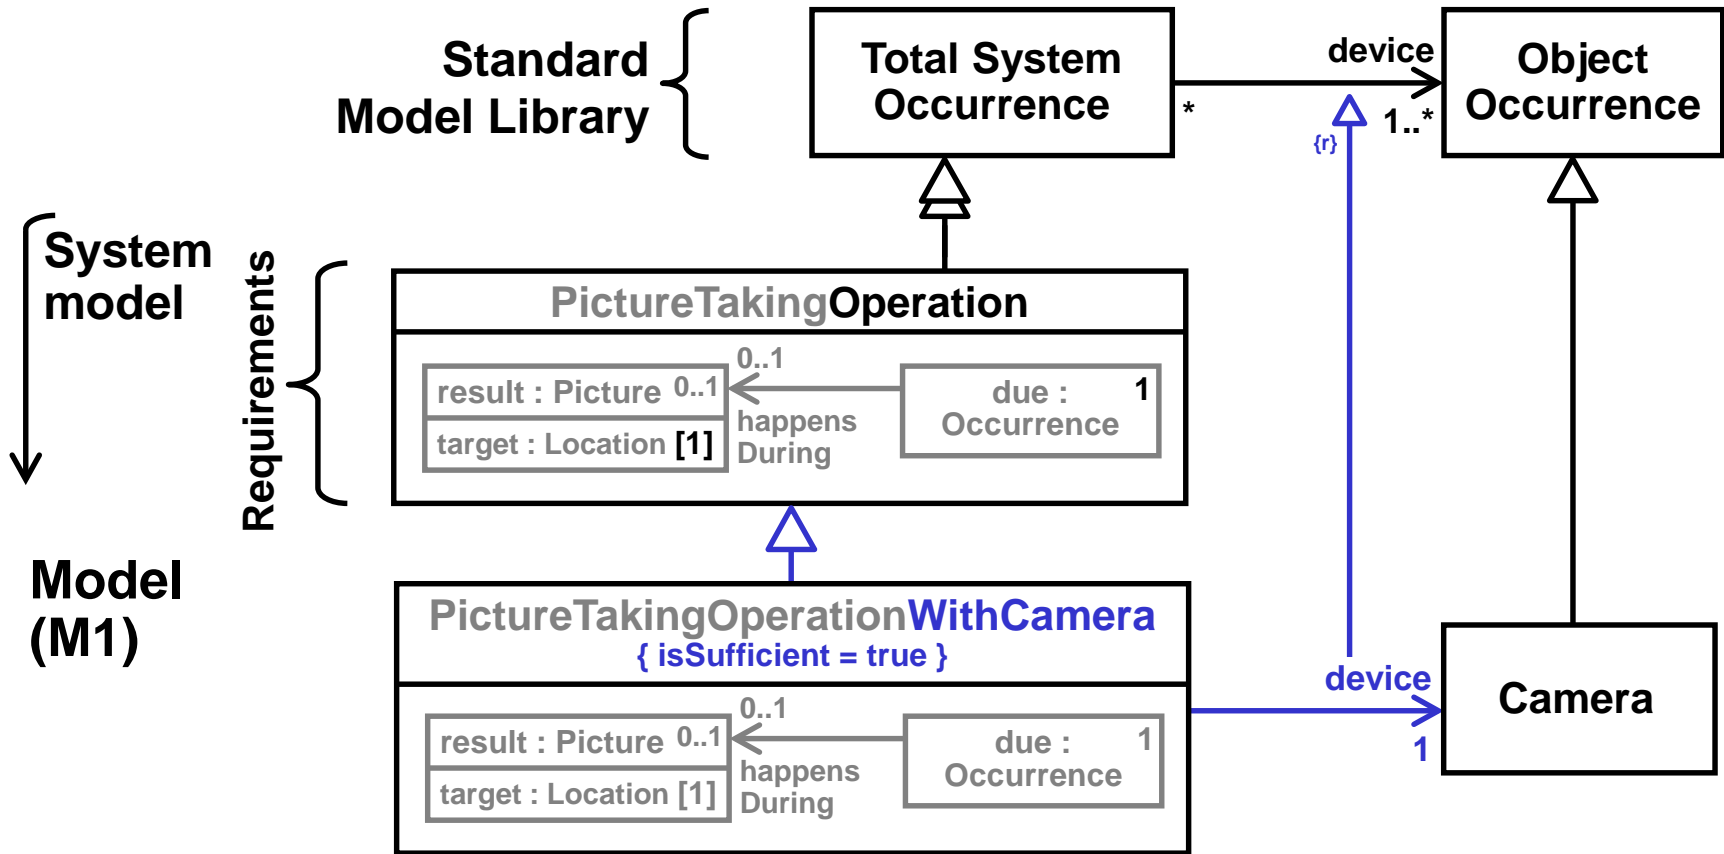 Standard
Model Library
Total System
Occurrence
*
device
1..*
{r}
Object
Occurrence
System
model
Requirements
PictureTakingOperation
result : Picture 0..1
target : Location [1]
0..1
happens
During
due :
Occurrence
1
Model
(M1)
PictureTakingOperationWithCamera
{ isSufficient = true }
result : Picture 0..1
target : Location [1]
0..1
happens
During
due :
Occurrence
1
device
1
Camera